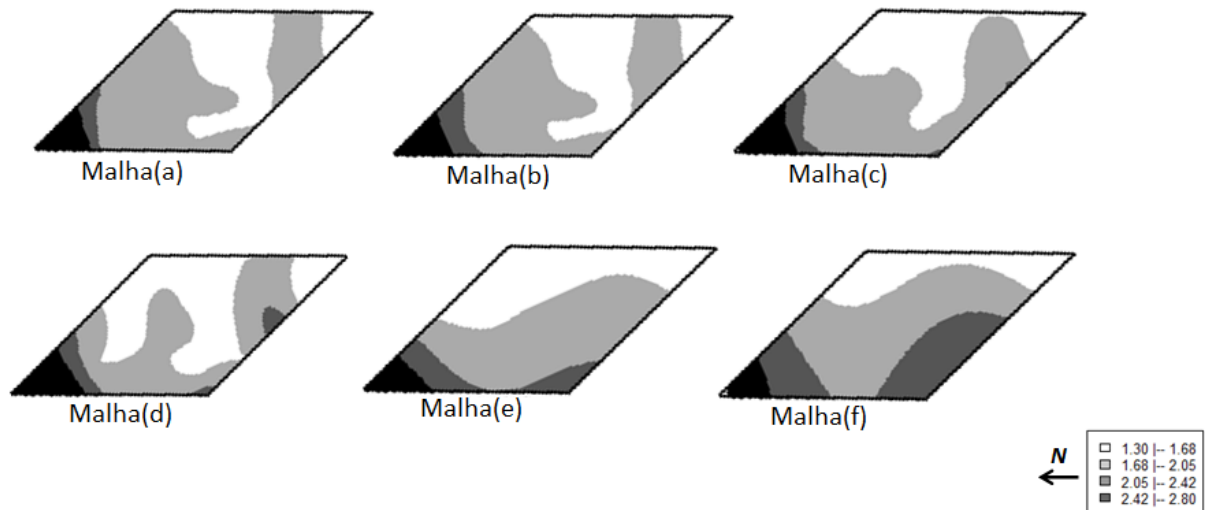 Malha(a)
Malha(b)
Malha(c)
Malha(d)
Malha(e)
Malha(f)
N
1.30 |-- 1.68
1.68 |-- 2.05
2.05 |-- 2.42
2.42 |-- 2.80